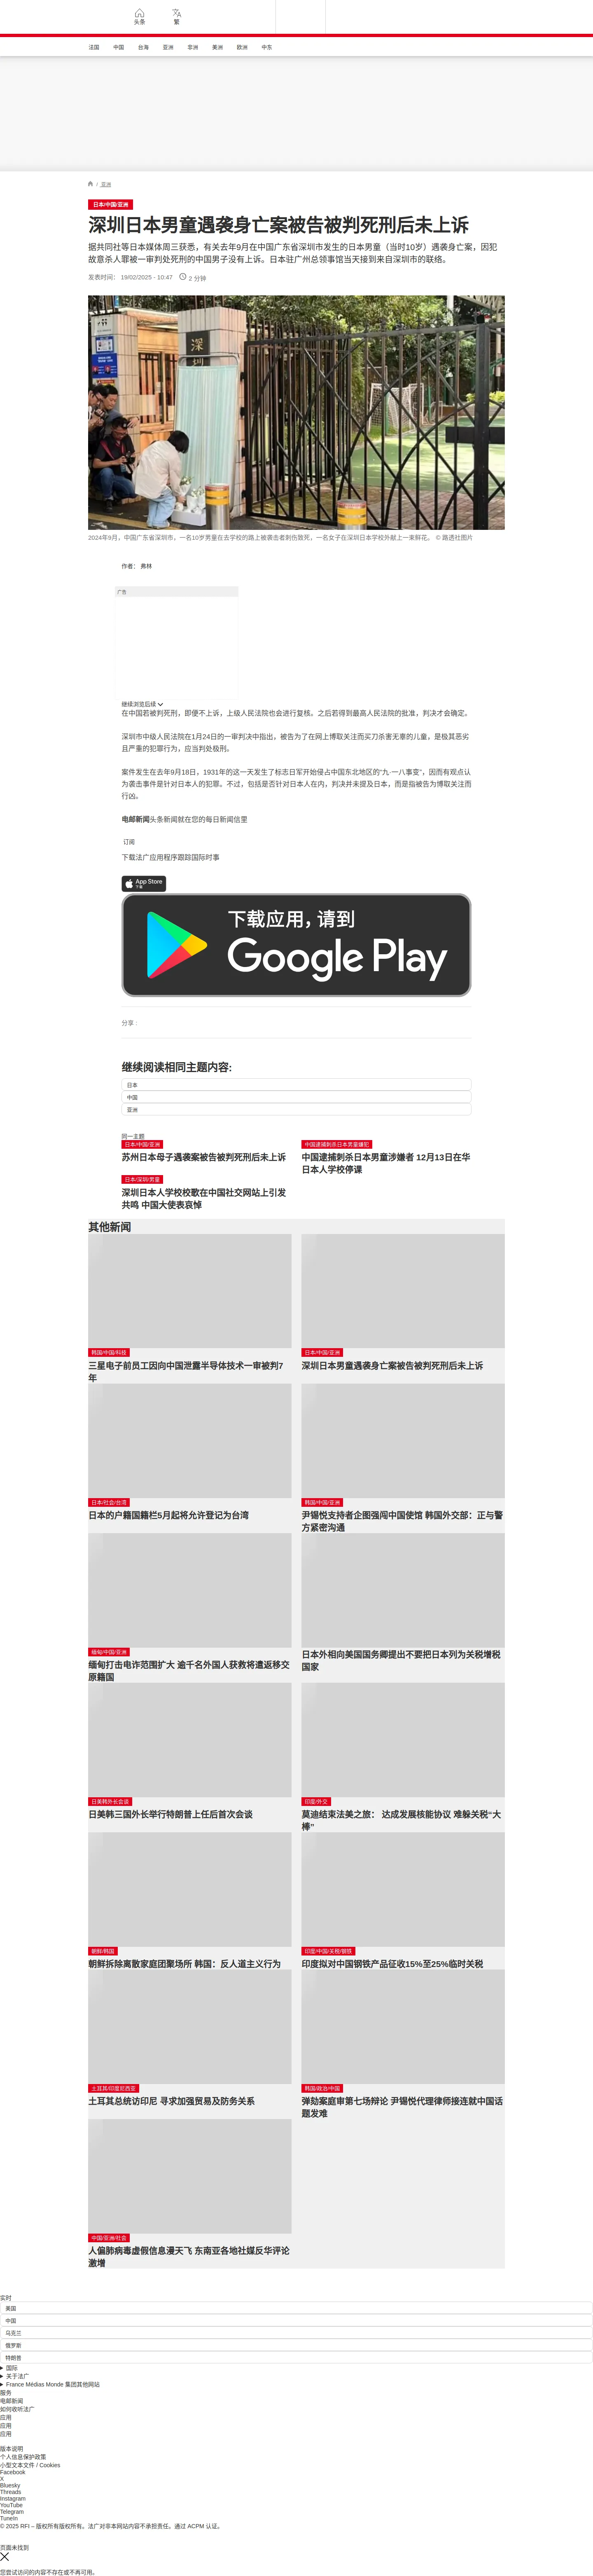 头条
繁
法国
中国
台海
亚洲
非洲
美洲
欧洲
中东
/ 亚洲
日本/中国/亚洲
深圳日本男童遇袭身亡案被告被判死刑后未上诉
据共同社等日本媒体周三获悉，有关去年9月在中国广东省深圳市发生的日本男童（当时10岁）遇袭身亡案，因犯
故意杀人罪被一审判处死刑的中国男子没有上诉。日本驻广州总领事馆当天接到来自深圳市的联络。
发表时间： 19/02/2025 - 10:47
2 分钟
深
圳
2024年9月，中国广东省深圳市，一名10岁男童在去学校的路上被袭击者刺伤致死，一名女子在深圳日本学校外献上一束鲜花。 © 路透社图片
作者： 弗林
广告
继续浏览后续
在中国若被判死刑，即便不上诉，上级人民法院也会进行复核。之后若得到最高人民法院的批准，判决才会确定。
深圳市中级人民法院在1月24日的一审判决中指出，被告为了在网上博取关注而买刀杀害无辜的儿童，是极其恶劣
且严重的犯罪行为，应当判处极刑。
案件发生在去年9月18日，1931年的这一天发生了标志日军开始侵占中国东北地区的“九·一八事变”，因而有观点认
为袭击事件是针对日本人的犯罪。不过，包括是否针对日本人在内，判决并未提及日本，而是指被告为博取关注而
行凶。
电邮新闻头条新闻就在您的每日新闻信里
订阅
下载法广应用程序跟踪国际时事
App Store
下载
下载应用，请到
Google Play
分享 :
继续阅读相同主题内容:
日本
中国
亚洲
同一主题
日本/中国/亚洲
苏州日本母子遇袭案被告被判死刑后未上诉
中国逮捕刺杀日本男童嫌犯
中国逮捕刺杀日本男童涉嫌者 12月13日在华
日本人学校停课
日本/深圳/男童
深圳日本人学校校歌在中国社交网站上引发
共鸣 中国大使表哀悼
其他新闻
韩国/中国/科技
三星电子前员工因向中国泄露半导体技术一审被判7
年
日本/中国/亚洲
深圳日本男童遇袭身亡案被告被判死刑后未上诉
日本/社会/台湾
日本的户籍国籍栏5月起将允许登记为台湾
韩国/中国/亚洲
尹锡悦支持者企图强闯中国使馆 韩国外交部：正与警
方紧密沟通
缅甸/中国/亚洲
缅甸打击电诈范围扩大 逾千名外国人获救将遣返移交
原籍国
日本外相向美国国务卿提出不要把日本列为关税增税
国家
日美韩外长会谈
日美韩三国外长举行特朗普上任后首次会谈
印度/外交
莫迪结束法美之旅： 达成发展核能协议 难躲关税“大
棒”
朝鲜/韩国
朝鲜拆除离散家庭团聚场所 韩国：反人道主义行为
印度/中国/关税/钢铁
印度拟对中国钢铁产品征收15%至25%临时关税
土耳其/印度尼西亚
土耳其总统访印尼 寻求加强贸易及防务关系
韩国/政治/中国
弹劾案庭审第七场辩论 尹锡悦代理律师接连就中国话
题发难
中国/亚洲/社会
人偏肺病毒虚假信息漫天飞 东南亚各地社媒反华评论
激增
实时
美国
中国
乌克兰
俄罗斯
特朗普
国际
关于法广
France Médias Monde 集团其他网站
服务
电邮新闻
如何收听法广
应用
应用
应用
版本说明
个人信息保护政策
小型文本文件 / Cookies
Facebook
X
Bluesky
Threads
Instagram
YouTube
Telegram
TuneIn
© 2025 RFI – 版权所有版权所有。法广对非本网站内容不承担责任。通过 ACPM 认证。
页面未找到
您尝试访问的内容不存在或不再可用。